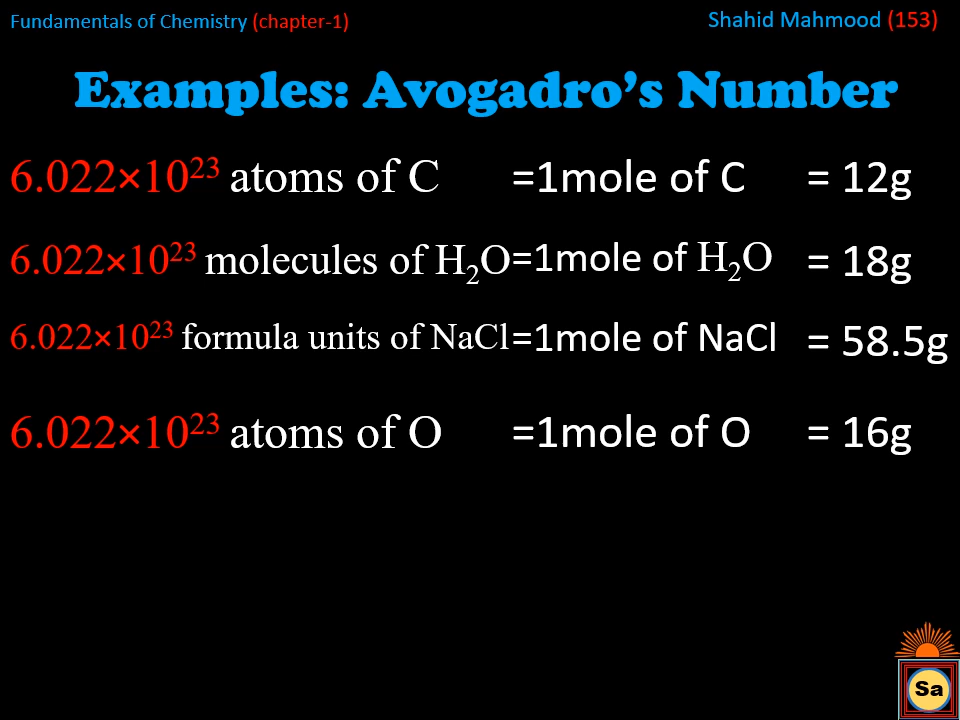 Fundamentals of Chemistry (chapter-1) Shahid Mahmood (153)
Examples: Avogadro’s Number
6.022×10²³ atoms of C =1mole of C = 12g
6.022×10²³ molecules of H₂O=1mole of H₂O = 18g
6.022×10²³ formula units of NaCl=1mole of NaCl = 58.5g
6.022×10²³ atoms of O =1mole of O = 16g
Sa